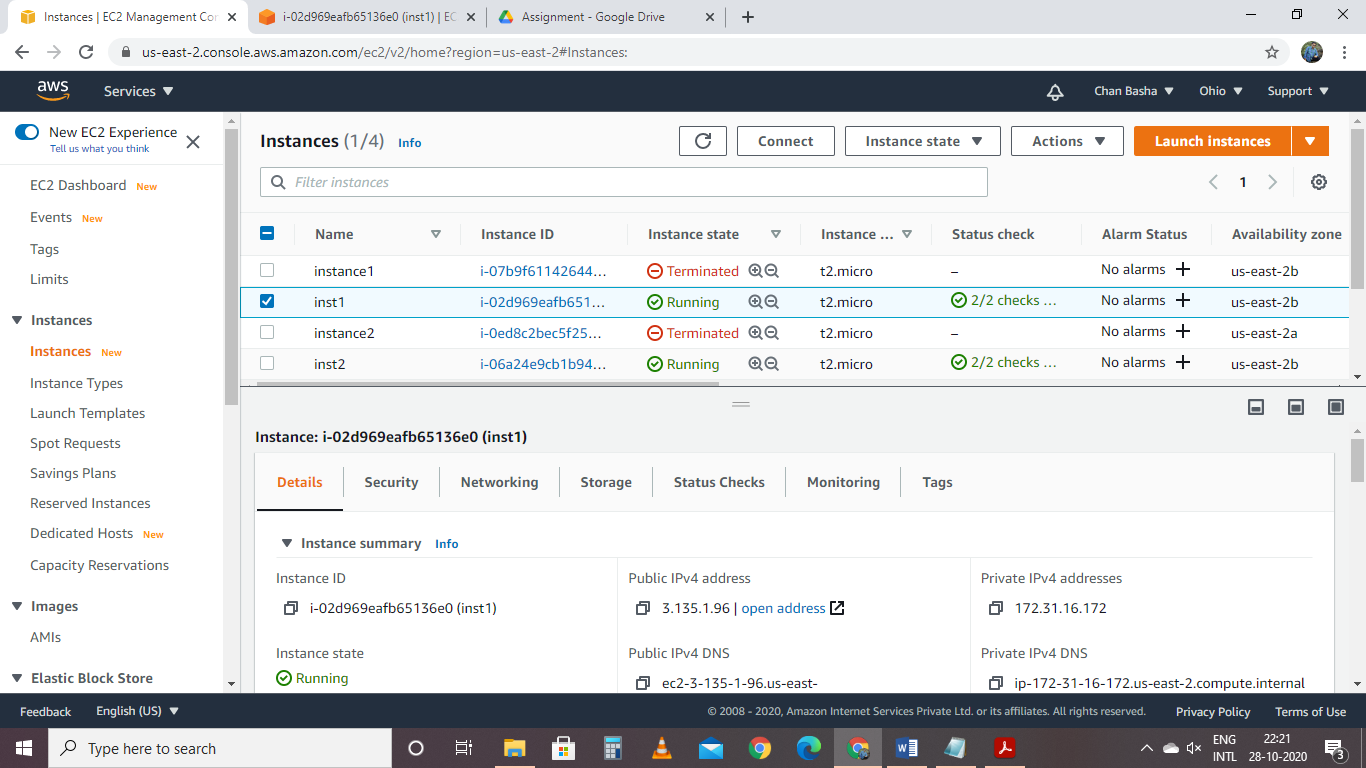 Instances | EC2 Management Con
i-02d969eafb65136e0 (inst1) | EC
Assignment - Google Drive
us-east-2.console.aws.amazon.com/ec2/v2/home?region=us-east-2#Instances:
aws
Services
Chan Basha
Ohio
Support
New EC2 Experience
Tell us what you think
EC2 Dashboard New
Events New
Tags
Limits
Instances
Instances New
Instance Types
Launch Templates
Spot Requests
Savings Plans
Reserved Instances
Dedicated Hosts New
Capacity Reservations
Images
AMIs
Elastic Block Store
Instances (1/4) Info
Connect
Instance state
Actions
Launch instances
Filter instances
1
Name Instance ID Instance state Instance ... Status check Alarm Status Availability zone
instance1 i-07b9f61142644... Terminated t2.micro – No alarms + us-east-2b
inst1 i-02d969eafb651... Running t2.micro 2/2 checks ... No alarms + us-east-2b
instance2 i-0ed8c2bec5f25... Terminated t2.micro – No alarms + us-east-2a
inst2 i-06a24e9cb1b94... Running t2.micro 2/2 checks ... No alarms + us-east-2b
Instance: i-02d969eafb65136e0 (inst1)
Details Security Networking Storage Status Checks Monitoring Tags
Instance summary Info
Instance ID
i-02d969eafb65136e0 (inst1)
Public IPv4 address
3.135.1.96 | open address
Private IPv4 addresses
172.31.16.172
Instance state
Running
Public IPv4 DNS
ec2-3-135-1-96.us-east-
Private IPv4 DNS
ip-172-31-16-172.us-east-2.compute.internal
Feedback
English (US)
© 2008 - 2020, Amazon Internet Services Private Ltd. or its affiliates. All rights reserved.
Privacy Policy
Terms of Use
Type here to search
ENG
INTL
22:21
28-10-2020
3